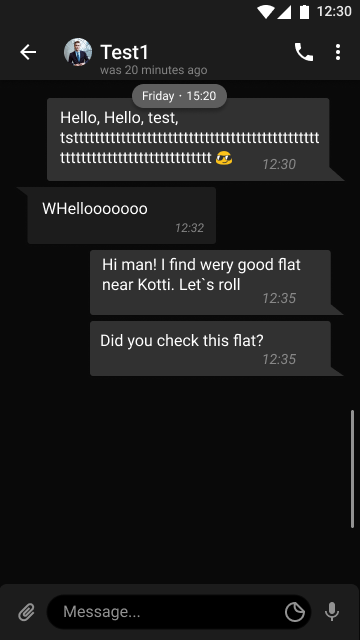 12:30
Test1
was 20 minutes ago
Friday · 15:20
Hello, Hello, test,
tstttttttttttttttttttttttttttttttttttttttttttttttt
tttttttttttttttttttttttttttttt 😎
12:30
WHellooooooo
12:32
Hi man! I find wery good flat
near Kotti. Let`s roll
12:35
Did you check this flat?
12:35
Message...